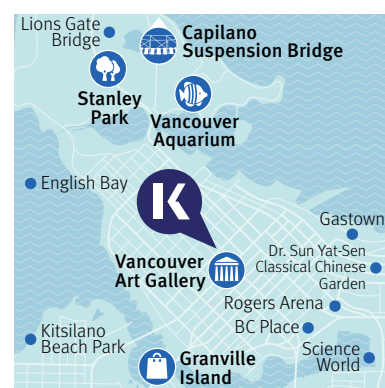 Lions Gate
Bridge
Capilano
Suspension Bridge
Stanley
Park
Vancouver
Aquarium
English Bay
K
Gastown
Vancouver
Art Gallery
Dr. Sun Yat-Sen
Classical Chinese
Garden
Rogers Arena
BC Place
Kitsilano
Beach Park
Granville
Island
Science
World